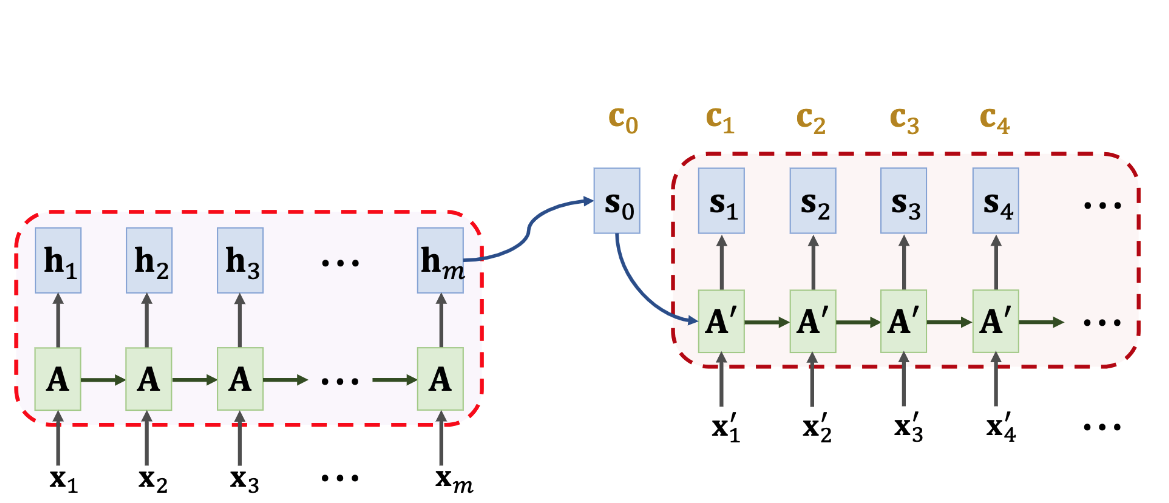 c₀ c₁ c₂ c₃ c₄
s₀ s₁ s₂ s₃ s₄ ⋯
h₁ h₂ h₃ ⋯ hₘ
A′ A′ A′ A′ ⋯
A A A ⋯ A
x′₁ x′₂ x′₃ x′₄ ⋯
x₁ x₂ x₃ ⋯ xₘ